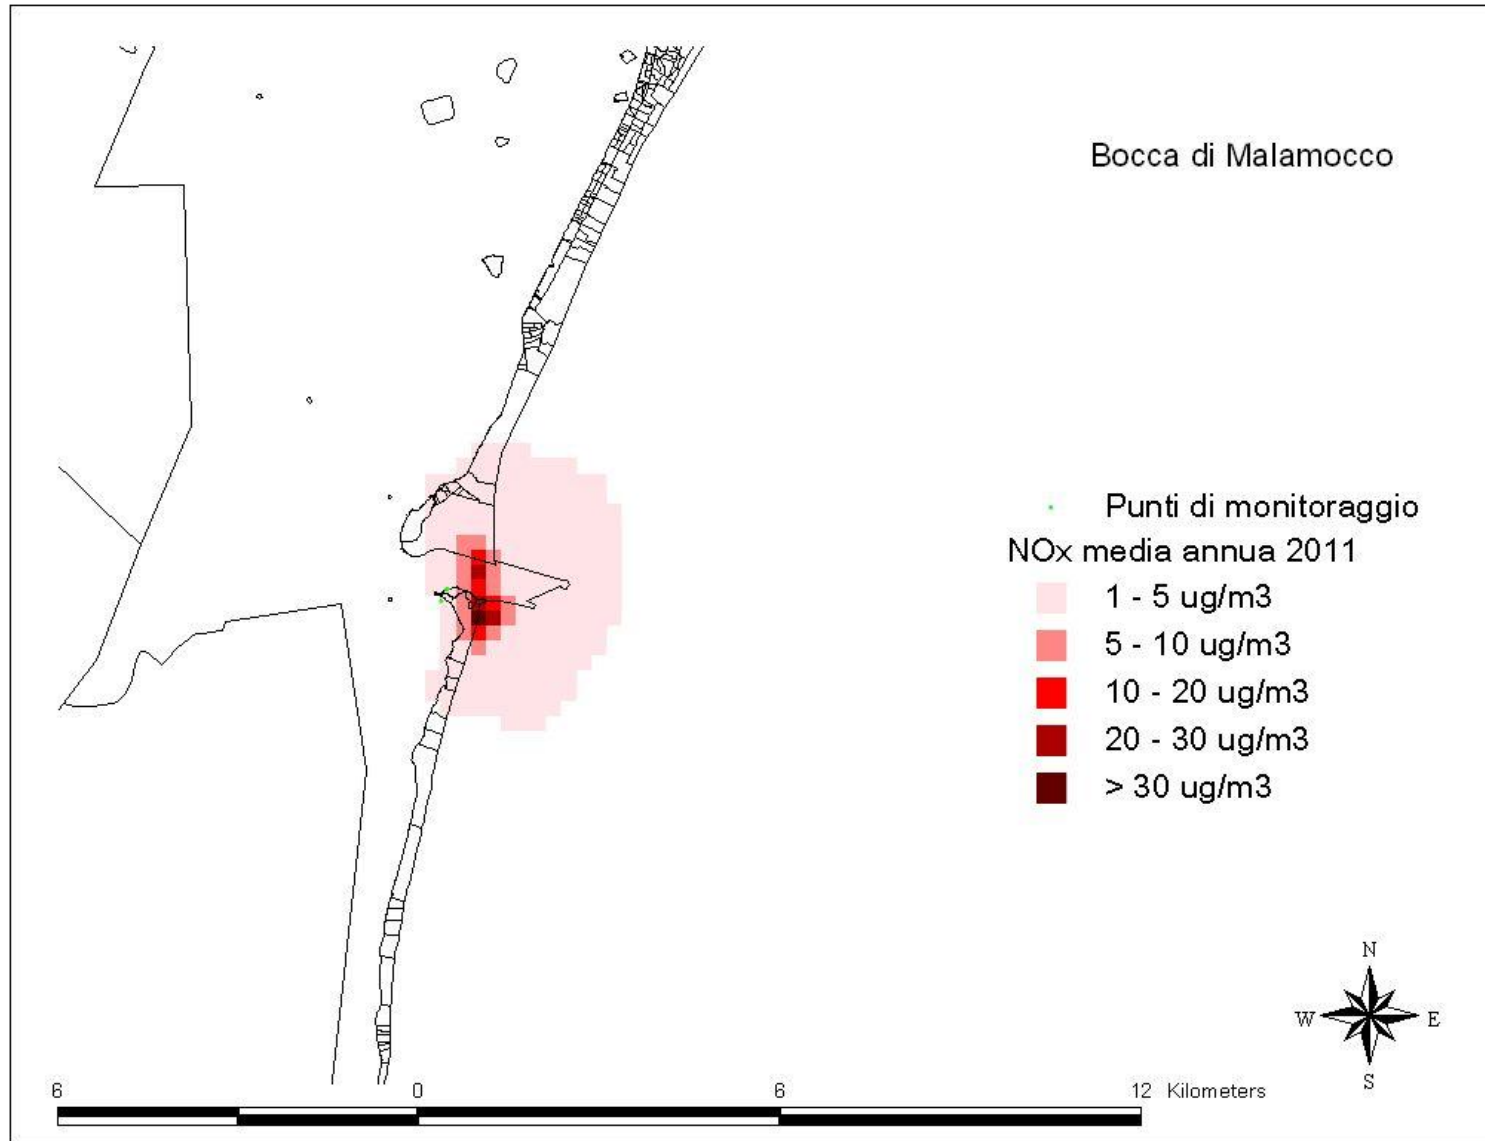 Bocca di Malamocco
Punti di monitoraggio
NOx media annua 2011
1 - 5 ug/m3
5 - 10 ug/m3
10 - 20 ug/m3
20 - 30 ug/m3
> 30 ug/m3
N
W E
S
6 0 6 12 Kilometers